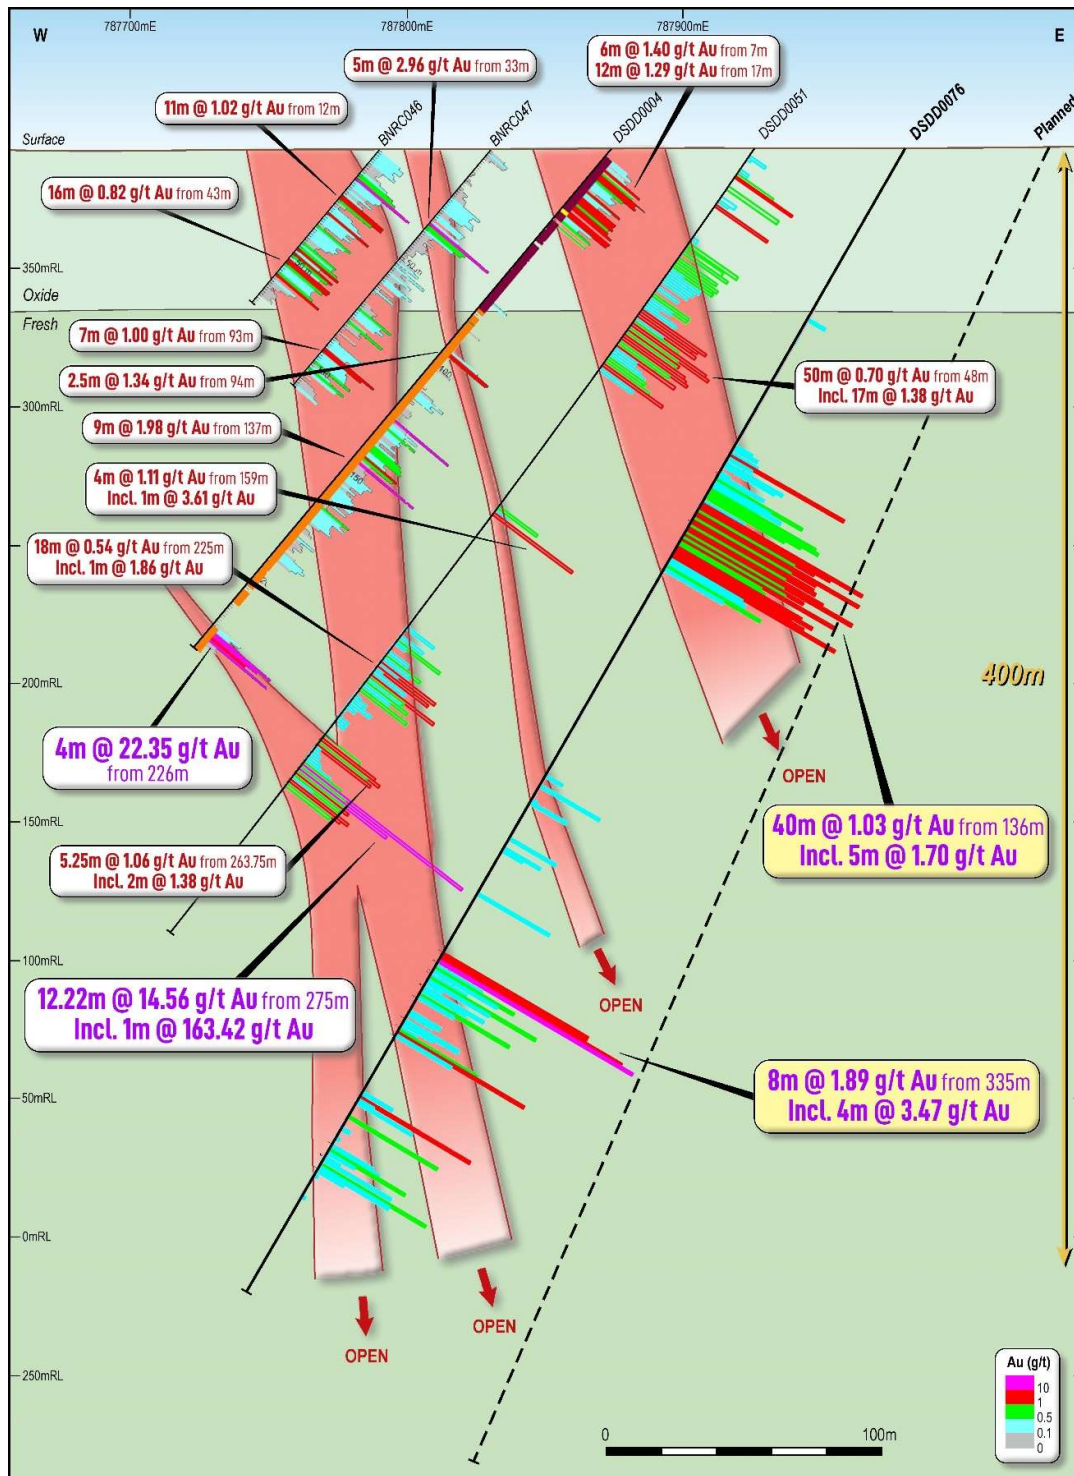 787700mE
787800mE
787900mE
W
E
5m @ 2.96 g/t Au from 33m
6m @ 1.40 g/t Au from 7m
12m @ 1.29 g/t Au from 17m
11m @ 1.02 g/t Au from 12m
BNRC046
BNRC047
DSDD0004
DSDD0051
DSDD0076
Planned
Surface
16m @ 0.82 g/t Au from 43m
350mRL
Oxide
Fresh
7m @ 1.00 g/t Au from 93m
2.5m @ 1.34 g/t Au from 94m
50m @ 0.70 g/t Au from 48m
Incl. 17m @ 1.38 g/t Au
300mRL
9m @ 1.98 g/t Au from 137m
4m @ 1.11 g/t Au from 159m
Incl. 1m @ 3.61 g/t Au
100
150
18m @ 0.54 g/t Au from 225m
Incl. 1m @ 1.86 g/t Au
200mRL
400m
4m @ 22.35 g/t Au
from 226m
OPEN
150mRL
40m @ 1.03 g/t Au from 136m
Incl. 5m @ 1.70 g/t Au
5.25m @ 1.06 g/t Au from 263.75m
Incl. 2m @ 1.38 g/t Au
100mRL
12.22m @ 14.56 g/t Au from 275m
Incl. 1m @ 163.42 g/t Au
OPEN
50mRL
8m @ 1.89 g/t Au from 335m
Incl. 4m @ 3.47 g/t Au
0mRL
OPEN
OPEN
250mRL
Au (g/t)
10
1
0.5
0.1
0
0
100m